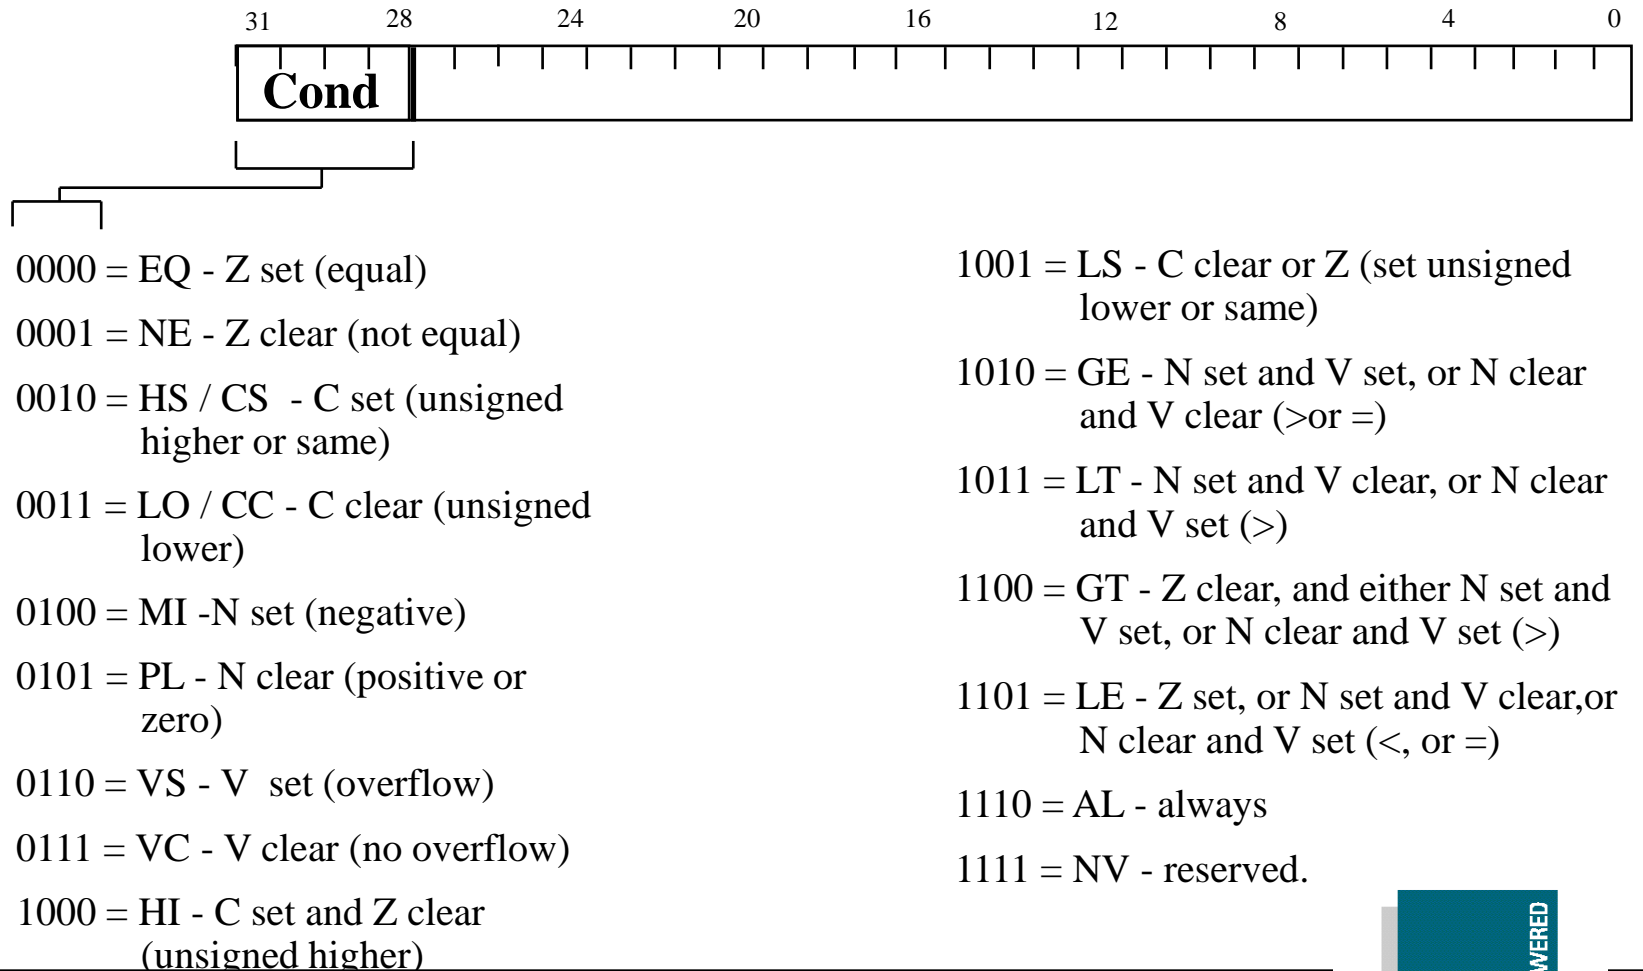 31 28 24 20 16 12 8 4 0
Cond
0000 = EQ - Z set (equal)
0001 = NE - Z clear (not equal)
0010 = HS / CS - C set (unsigned
higher or same)
0011 = LO / CC - C clear (unsigned
lower)
0100 = MI -N set (negative)
0101 = PL - N clear (positive or
zero)
0110 = VS - V set (overflow)
0111 = VC - V clear (no overflow)
1000 = HI - C set and Z clear
(unsigned higher)
1001 = LS - C clear or Z (set unsigned
lower or same)
1010 = GE - N set and V set, or N clear
and V clear (>or =)
1011 = LT - N set and V clear, or N clear
and V set (>)
1100 = GT - Z clear, and either N set and
V set, or N clear and V set (>)
1101 = LE - Z set, or N set and V clear,or
N clear and V set (<, or =)
1110 = AL - always
1111 = NV - reserved.